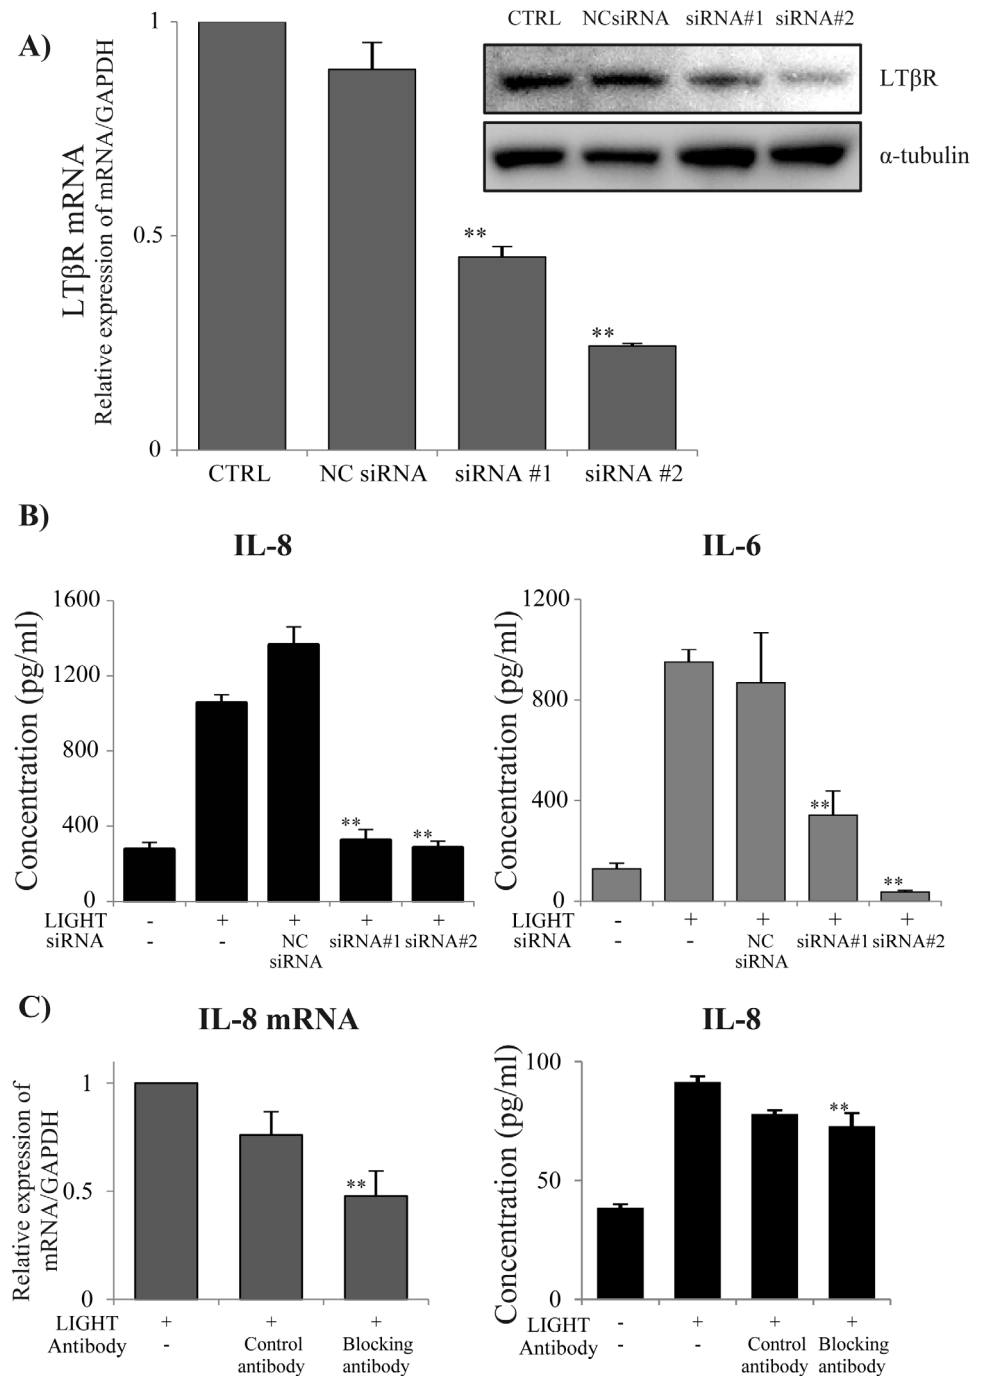 A)
LTβR mRNA
Relative expression of mRNA/GAPDH
1
0.5
0
CTRL NCsiRNA siRNA#1 siRNA#2
LTβR
α-tubulin
**
**
CTRL NC siRNA siRNA #1 siRNA #2
B)
IL-8
Concentration (pg/ml)
1600
1200
800
400
0
** **
LIGHT - + + + +
siRNA - - NC siRNA#1 siRNA#2
siRNA
IL-6
Concentration (pg/ml)
1200
800
400
0
**
**
LIGHT - + + + +
siRNA - - NC siRNA#1 siRNA#2
siRNA
C)
IL-8 mRNA
Relative expression of
mRNA/GAPDH
1
0.5
0
**
LIGHT + + +
Antibody - Control Blocking
antibody antibody
IL-8
Concentration (pg/ml)
100
50
0
**
LIGHT - + + +
Antibody - - Control Blocking
antibody antibody